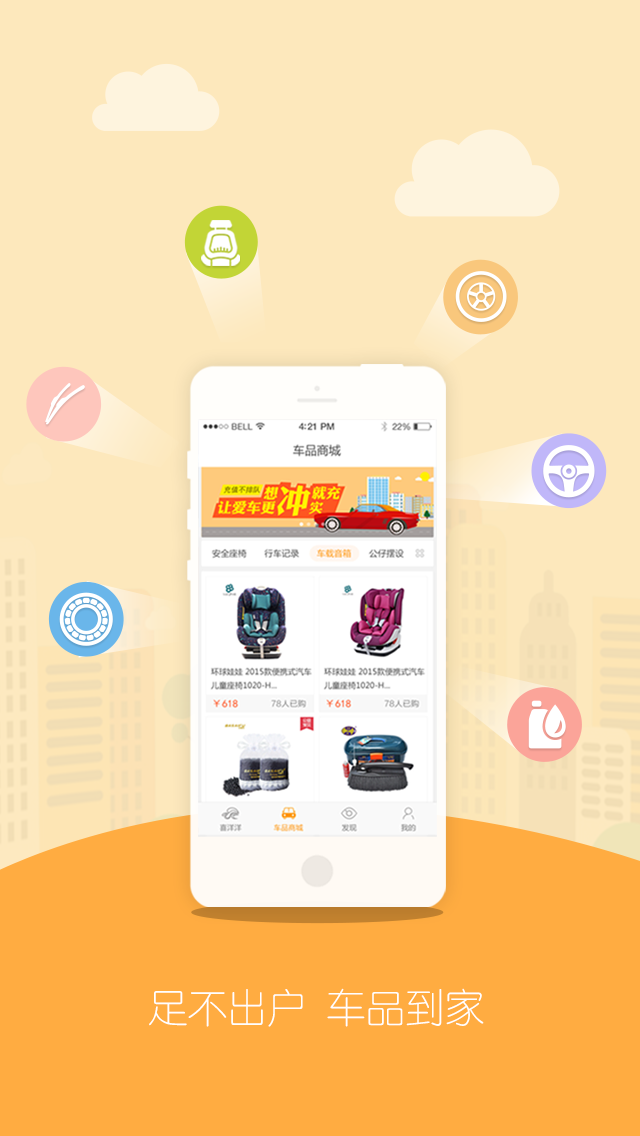 BELL 4:21 PM 22%
车品商城
充值不排队
想冲就充
让爱车更实
安全座椅 行车记录 车载音箱 公仔摆设
环球娃娃 2015款便携式汽车
儿童座椅1020-H...
¥618 78人已购
环球娃娃 2015款便携式汽车
儿童座椅1020-H...
¥618 78人已购
喜洋洋 车品商城 发现 我的
足不出户 车品到家